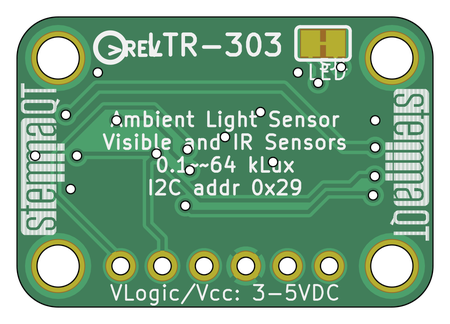 LTR-303
LED
Ambient Light Sensor
Visible and IR Sensors
0.1~~64 kLux
I2C addr 0x29
stemmaQT
stemmaQT
VLogic/Vcc: 3-5VDC